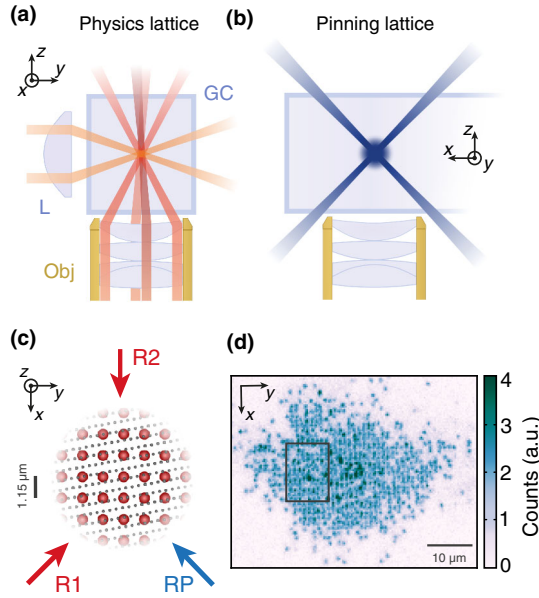 (a) Physics lattice
(b) Pinning lattice
z
x y
GC
L
Obj
z
x y
(c)
z y
x
R2
1.15 µm
R1
RP
(d)
y
x
10 µm
4
3
2
1
0
Counts (a.u.)